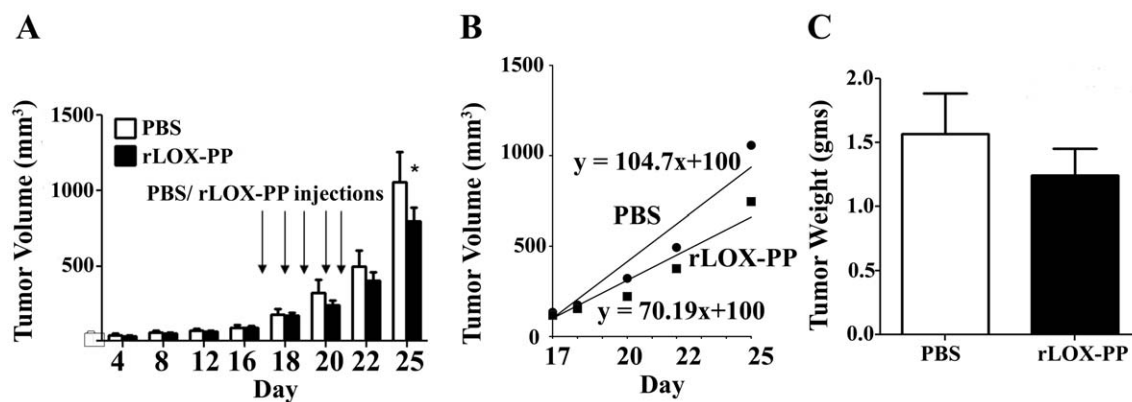 A
Tumor Volume (mm³)
1500
1000
500
PBS
rLOX-PP
PBS/ rLOX-PP injections
*
4 8 12 16 18 20 22 25
Day
B
Tumor Volume (mm³)
1500
1000
500
0
y = 104.7x+100
PBS
rLOX-PP
y = 70.19x+100
17 20 22 25
Day
C
Tumor Weight (gms)
2.0
1.5
1.0
0.5
0.0
PBS rLOX-PP